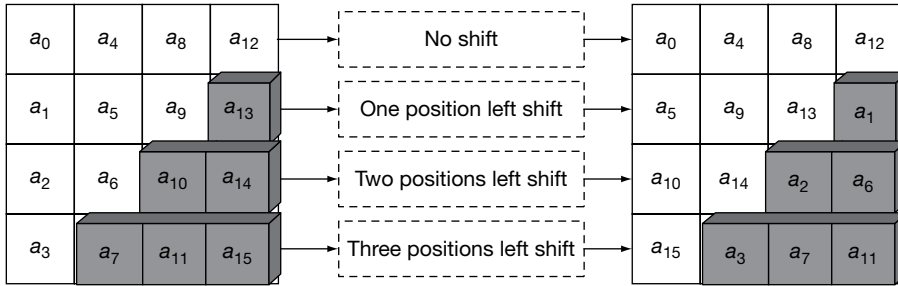 a0 a4 a8 a12 No shift a0 a4 a8 a12
a1 a5 a9 a13 One position left shift a5 a9 a13 a1
a2 a6 a10 a14 Two positions left shift a10 a14 a2 a6
a3 a7 a11 a15 Three positions left shift a15 a3 a7 a11